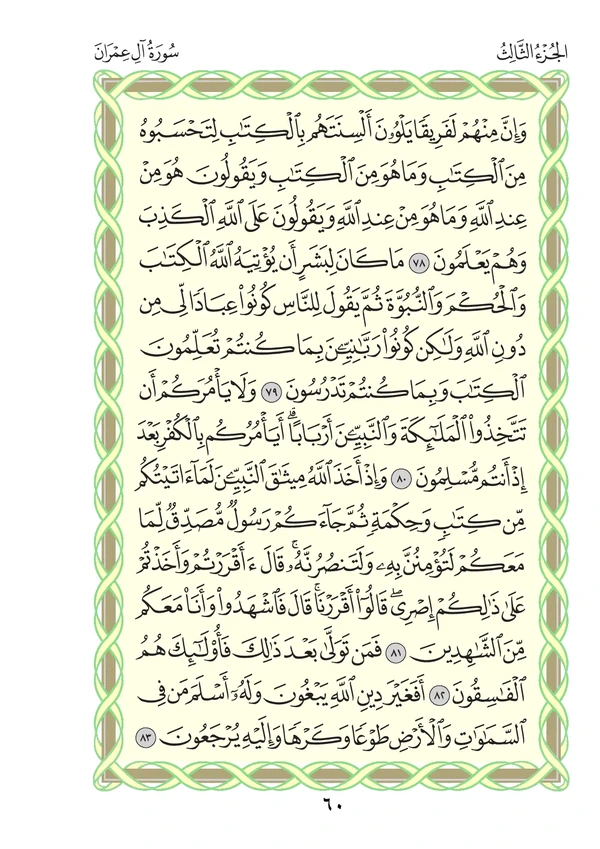 الجُزْءُ الثَّالِثُ سُورَةُ آلِ عِمْرَانَ
وَإِنَّ مِنْهُمْ لَفَرِيقًا يَلْوُۥنَ أَلْسِنَتَهُم بِٱلْكِتَـٰبِ لِتَحْسَبُوهُ
مِنَ ٱلْكِتَـٰبِ وَمَا هُوَ مِنَ ٱلْكِتَـٰبِ وَيَقُولُونَ هُوَ مِنْ
عِندِ ٱللَّهِ وَمَا هُوَ مِنْ عِندِ ٱللَّهِ وَيَقُولُونَ عَلَى ٱللَّهِ ٱلْكَذِبَ
وَهُمْ يَعْلَمُونَ ٧٨ مَا كَانَ لِبَشَرٍ أَن يُؤْتِيَهُ ٱللَّهُ ٱلْكِتَـٰبَ
وَٱلْحُكْمَ وَٱلنُّبُوَّةَ ثُمَّ يَقُولَ لِلنَّاسِ كُونُوا۟ عِبَادًا لِّى مِن
دُونِ ٱللَّهِ وَلَـٰكِن كُونُوا۟ رَبَّـٰنِيِّـۧنَ بِمَا كُنتُمْ تُعَلِّمُونَ
ٱلْكِتَـٰبَ وَبِمَا كُنتُمْ تَدْرُسُونَ ٧٩ وَلَا يَأْمُرَكُمْ أَن
تَتَّخِذُوا۟ ٱلْمَلَـٰٓئِكَةَ وَٱلنَّبِيِّـۧنَ أَرْبَابًا ۗ أَيَأْمُرُكُم بِٱلْكُفْرِ بَعْدَ
إِذْ أَنتُم مُّسْلِمُونَ ٨٠ وَإِذْ أَخَذَ ٱللَّهُ مِيثَـٰقَ ٱلنَّبِيِّـۧنَ لَمَآ ءَاتَيْتُكُم
مِّن كِتَـٰبٍ وَحِكْمَةٍ ثُمَّ جَآءَكُمْ رَسُولٌ مُّصَدِّقٌ لِّمَا
مَعَكُمْ لَتُؤْمِنُنَّ بِهِۦ وَلَتَنصُرُنَّهُۥ ۚ قَالَ ءَأَقْرَرْتُمْ وَأَخَذْتُمْ
عَلَىٰ ذَٰلِكُمْ إِصْرِى ۖ قَالُوٓا۟ أَقْرَرْنَا ۚ قَالَ فَٱشْهَدُوا۟ وَأَنَا۠ مَعَكُم
مِّنَ ٱلشَّـٰهِدِينَ ٨١ فَمَن تَوَلَّىٰ بَعْدَ ذَٰلِكَ فَأُو۟لَـٰٓئِكَ هُمُ
ٱلْفَـٰسِقُونَ ٨٢ أَفَغَيْرَ دِينِ ٱللَّهِ يَبْغُونَ وَلَهُۥٓ أَسْلَمَ مَن فِى
ٱلسَّمَـٰوَٰتِ وَٱلْأَرْضِ طَوْعًا وَكَرْهًا وَإِلَيْهِ يُرْجَعُونَ ٨٣
٦٠